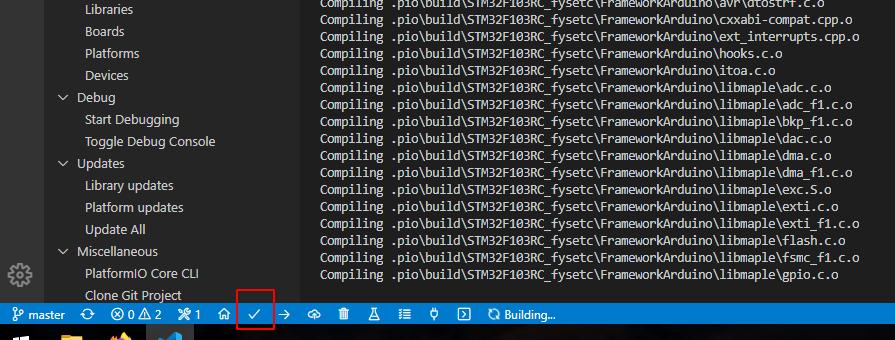 Libraries
Boards
Platforms
Devices
Debug
Start Debugging
Toggle Debug Console
Updates
Library updates
Platform updates
Update All
Miscellaneous
PlatformIO Core CLI
Clone Git Project
Compiling .pio\build\STM32F103RC_fysetc\FrameworkArduino\avr\dtostrf.c.o
Compiling .pio\build\STM32F103RC_fysetc\FrameworkArduino\cxxabi-compat.cpp.o
Compiling .pio\build\STM32F103RC_fysetc\FrameworkArduino\ext_interrupts.cpp.o
Compiling .pio\build\STM32F103RC_fysetc\FrameworkArduino\hooks.c.o
Compiling .pio\build\STM32F103RC_fysetc\FrameworkArduino\itoa.c.o
Compiling .pio\build\STM32F103RC_fysetc\FrameworkArduino\libmaple\adc.c.o
Compiling .pio\build\STM32F103RC_fysetc\FrameworkArduino\libmaple\adc_f1.c.o
Compiling .pio\build\STM32F103RC_fysetc\FrameworkArduino\libmaple\bkp_f1.c.o
Compiling .pio\build\STM32F103RC_fysetc\FrameworkArduino\libmaple\dac.c.o
Compiling .pio\build\STM32F103RC_fysetc\FrameworkArduino\libmaple\dma.c.o
Compiling .pio\build\STM32F103RC_fysetc\FrameworkArduino\libmaple\dma_f1.c.o
Compiling .pio\build\STM32F103RC_fysetc\FrameworkArduino\libmaple\exc.S.o
Compiling .pio\build\STM32F103RC_fysetc\FrameworkArduino\libmaple\exti.c.o
Compiling .pio\build\STM32F103RC_fysetc\FrameworkArduino\libmaple\exti_f1.c.o
Compiling .pio\build\STM32F103RC_fysetc\FrameworkArduino\libmaple\flash.c.o
Compiling .pio\build\STM32F103RC_fysetc\FrameworkArduino\libmaple\fsmc_f1.c.o
Compiling .pio\build\STM32F103RC_fysetc\FrameworkArduino\libmaple\gpio.c.o
master 0 2 1 Building...